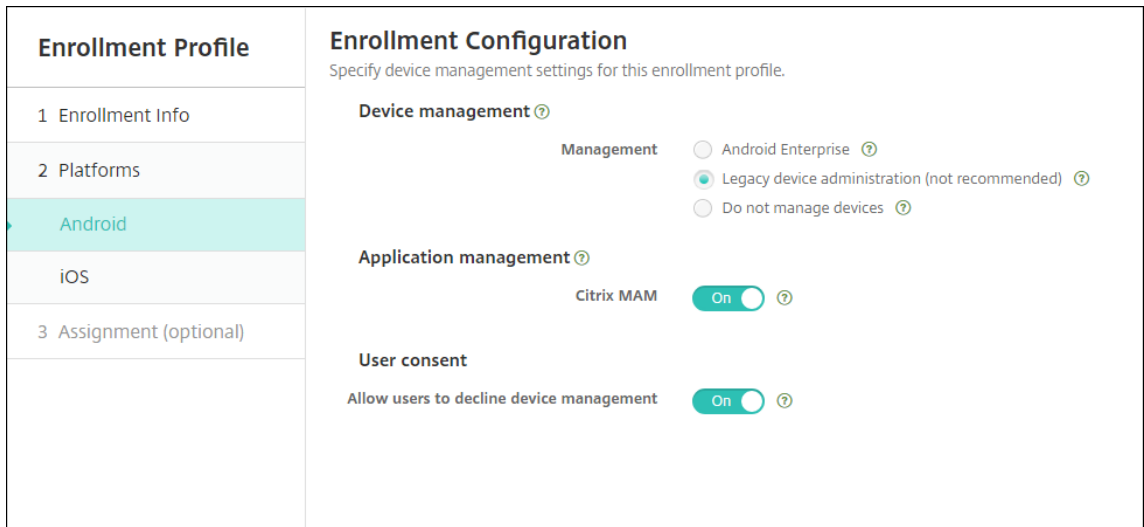 Enrollment Profile
1 Enrollment Info
2 Platforms
Android
iOS
3 Assignment (optional)
Enrollment Configuration
Specify device management settings for this enrollment profile.
Device management ?
Management
Android Enterprise ?
Legacy device administration (not recommended) ?
Do not manage devices ?
Application management ?
Citrix MAM On ?
User consent
Allow users to decline device management On ?